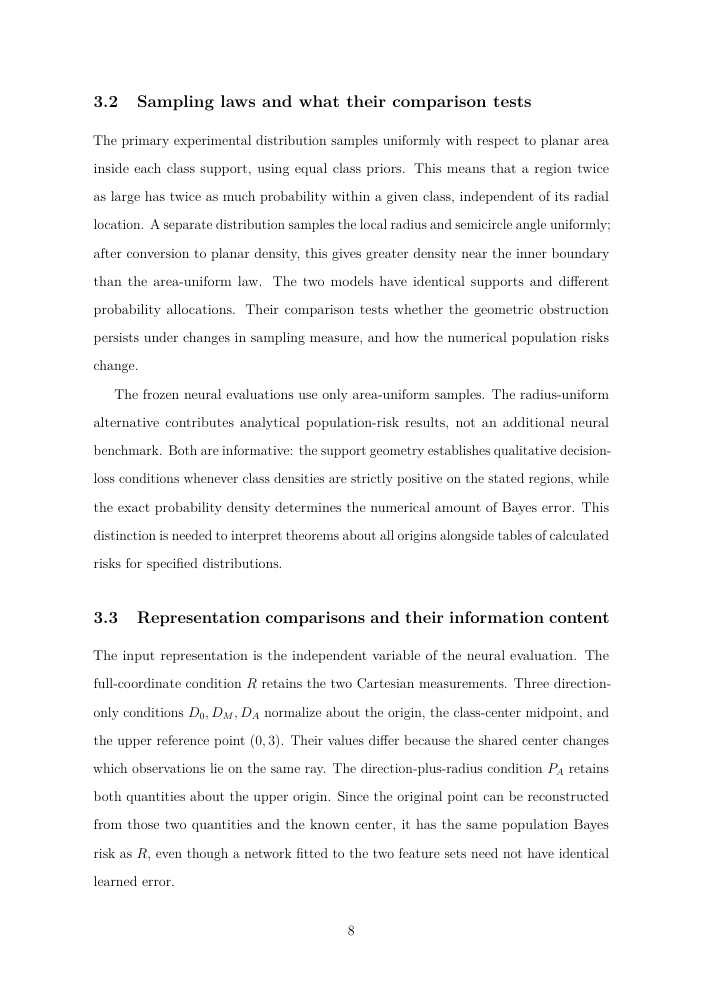 3.2 Sampling laws and what their comparison tests
The primary experimental distribution samples uniformly with respect to planar area
inside each class support, using equal class priors. This means that a region twice
as large has twice as much probability within a given class, independent of its radial
location. A separate distribution samples the local radius and semicircle angle uniformly;
after conversion to planar density, this gives greater density near the inner boundary
than the area-uniform law. The two models have identical supports and different
probability allocations. Their comparison tests whether the geometric obstruction
persists under changes in sampling measure, and how the numerical population risks
change.
The frozen neural evaluations use only area-uniform samples. The radius-uniform
alternative contributes analytical population-risk results, not an additional neural
benchmark. Both are informative: the support geometry establishes qualitative decision-
loss conditions whenever class densities are strictly positive on the stated regions, while
the exact probability density determines the numerical amount of Bayes error. This
distinction is needed to interpret theorems about all origins alongside tables of calculated
risks for specified distributions.
3.3 Representation comparisons and their information content
The input representation is the independent variable of the neural evaluation. The
full-coordinate condition R retains the two Cartesian measurements. Three direction-
only conditions D₀, D_M, D_A normalize about the origin, the class-center midpoint, and
the upper reference point (0, 3). Their values differ because the shared center changes
which observations lie on the same ray. The direction-plus-radius condition P_A retains
both quantities about the upper origin. Since the original point can be reconstructed
from those two quantities and the known center, it has the same population Bayes
risk as R, even though a network fitted to the two feature sets need not have identical
learned error.
8